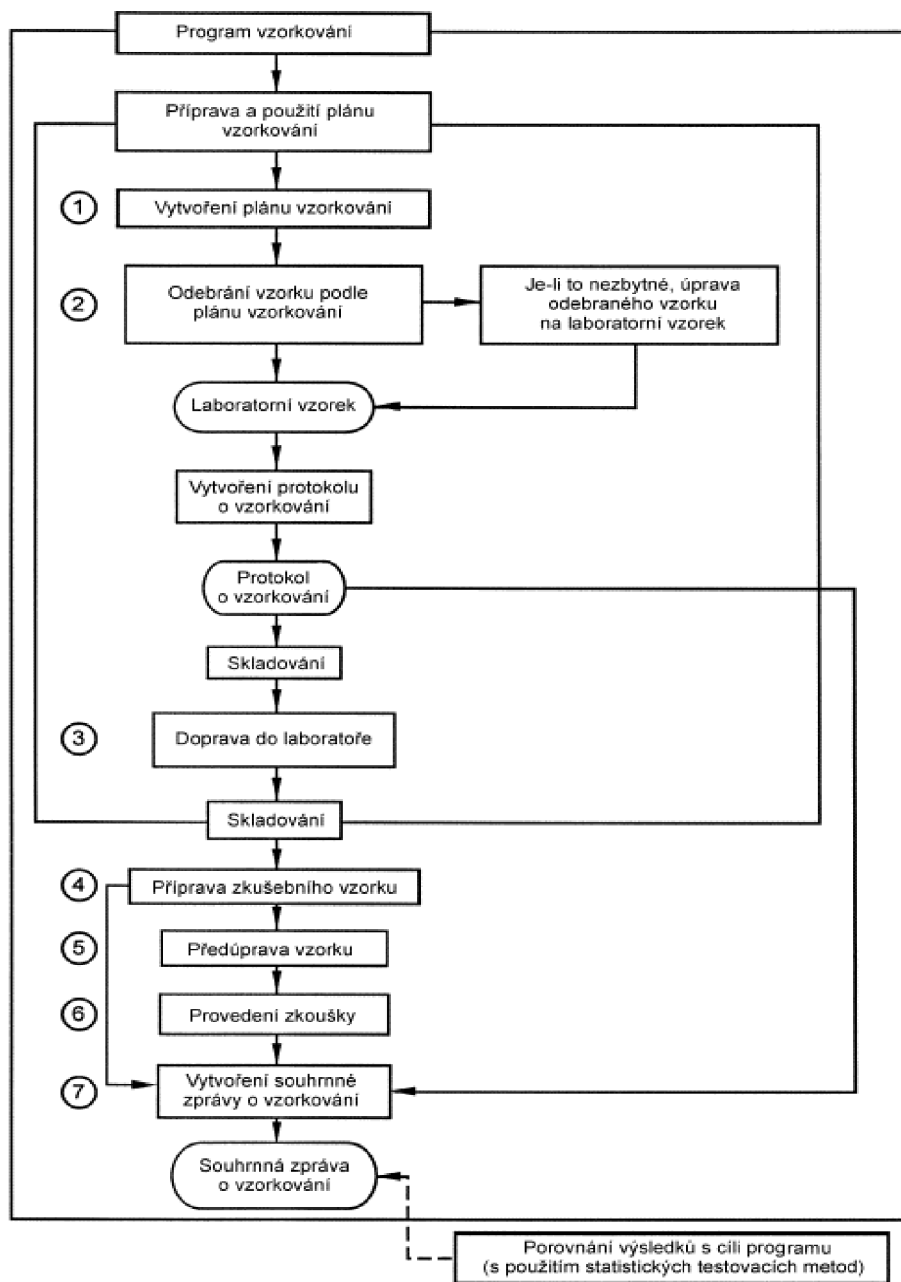 Program vzorkování
Příprava a použití plánu
vzorkování
1
Vytvoření plánu vzorkování
2
Odebrání vzorku podle
plánu vzorkování
Je-li to nezbytné, úprava
odebraného vzorku
na laboratorní vzorek
Laboratorní vzorek
Vytvoření protokolu
o vzorkování
Protokol
o vzorkování
Skladování
3
Doprava do laboratoře
Skladování
4
Příprava zkušebního vzorku
5
Předúprava vzorku
6
Provedení zkoušky
7
Vytvoření souhrnné
zprávy o vzorkování
Souhrnná zpráva
o vzorkování
Porovnání výsledků s cíli programu
(s použitím statistických testovacích metod)